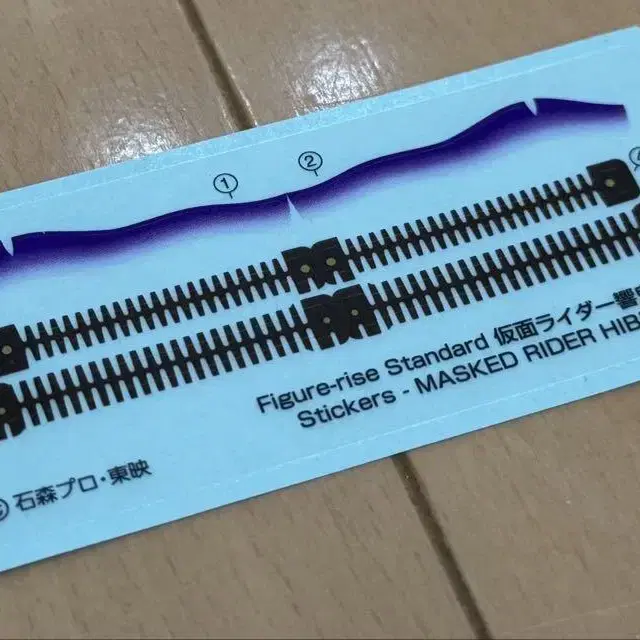 ① ②
Figure-rise Standard 仮面ライダー響
Stickers - MASKED RIDER HIB
© 石森プロ・東映